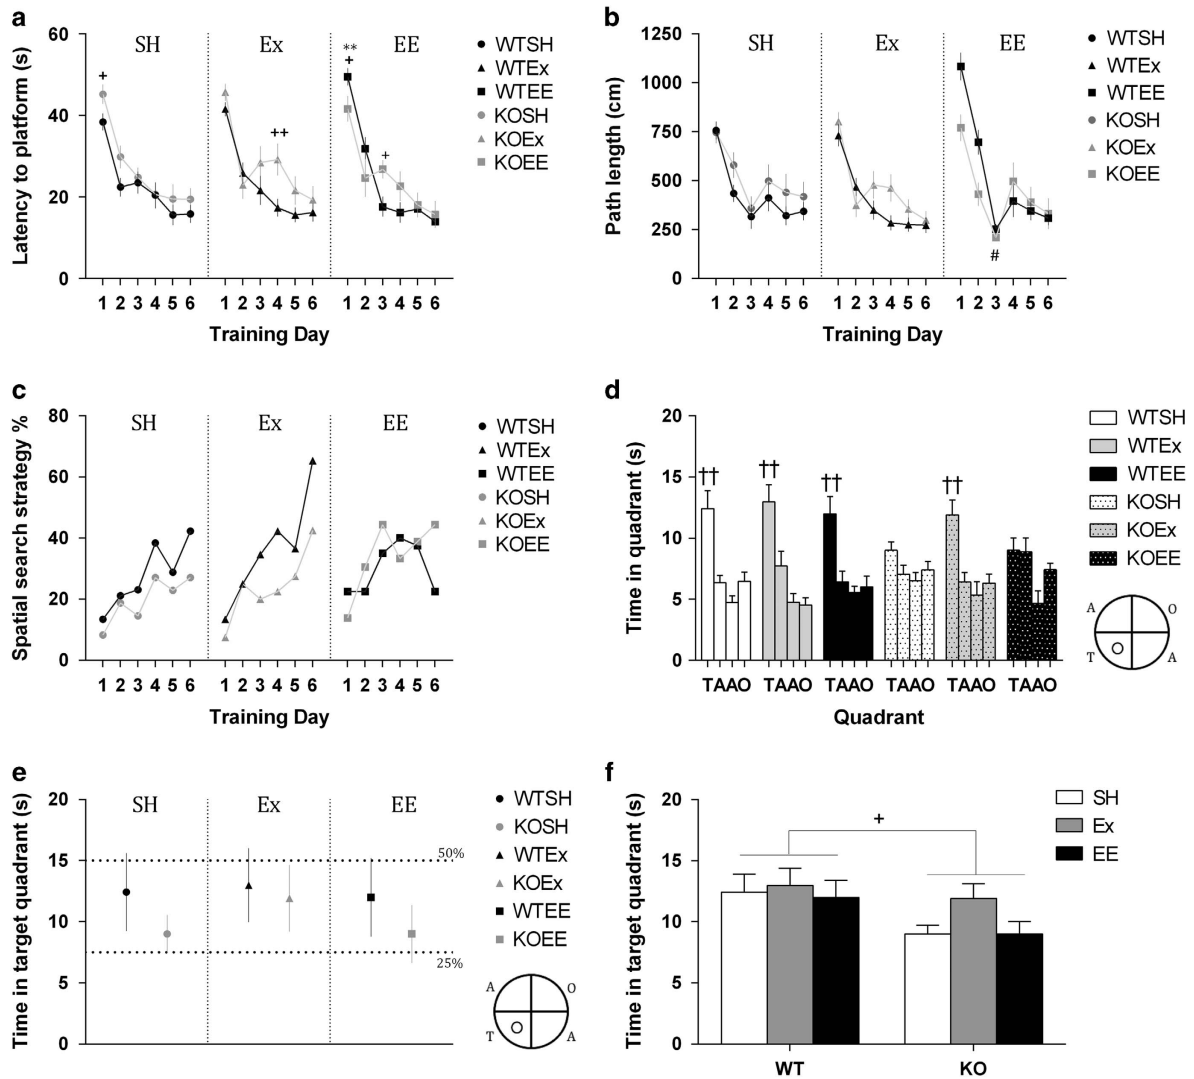 a
Latency to platform (s)
60
40
20
0
SH
Ex
EE
+
++
**
+
+
1 2 3 4 5 6 1 2 3 4 5 6 1 2 3 4 5 6
Training Day
WTSH
WTEx
WTEE
KOSH
KOEx
KOEE
b
Path length (cm)
1250
1000
750
500
250
0
SH
Ex
EE
#
1 2 3 4 5 6 1 2 3 4 5 6 1 2 3 4 5 6
Training Day
WTSH
WTEx
WTEE
KOSH
KOEx
KOEE
c
Spatial search strategy %
80
60
40
20
0
SH
Ex
EE
1 2 3 4 5 6 1 2 3 4 5 6 1 2 3 4 5 6
Training Day
WTSH
WTEx
WTEE
KOSH
KOEx
KOEE
d
Time in quadrant (s)
20
15
10
5
0
††
††
††
††
TAAO TAAO TAAO TAAO TAAO TAAO
Quadrant
WTSH
WTEx
WTEE
KOSH
KOEx
KOEE
A O
T A
e
Time in target quadrant (s)
20
15
10
5
0
SH
Ex
EE
50%
25%
WTSH
KOSH
WTEx
KOEx
WTEE
KOEE
A O
T A
f
Time in target quadrant (s)
20
15
10
5
0
+
WT KO
SH
Ex
EE